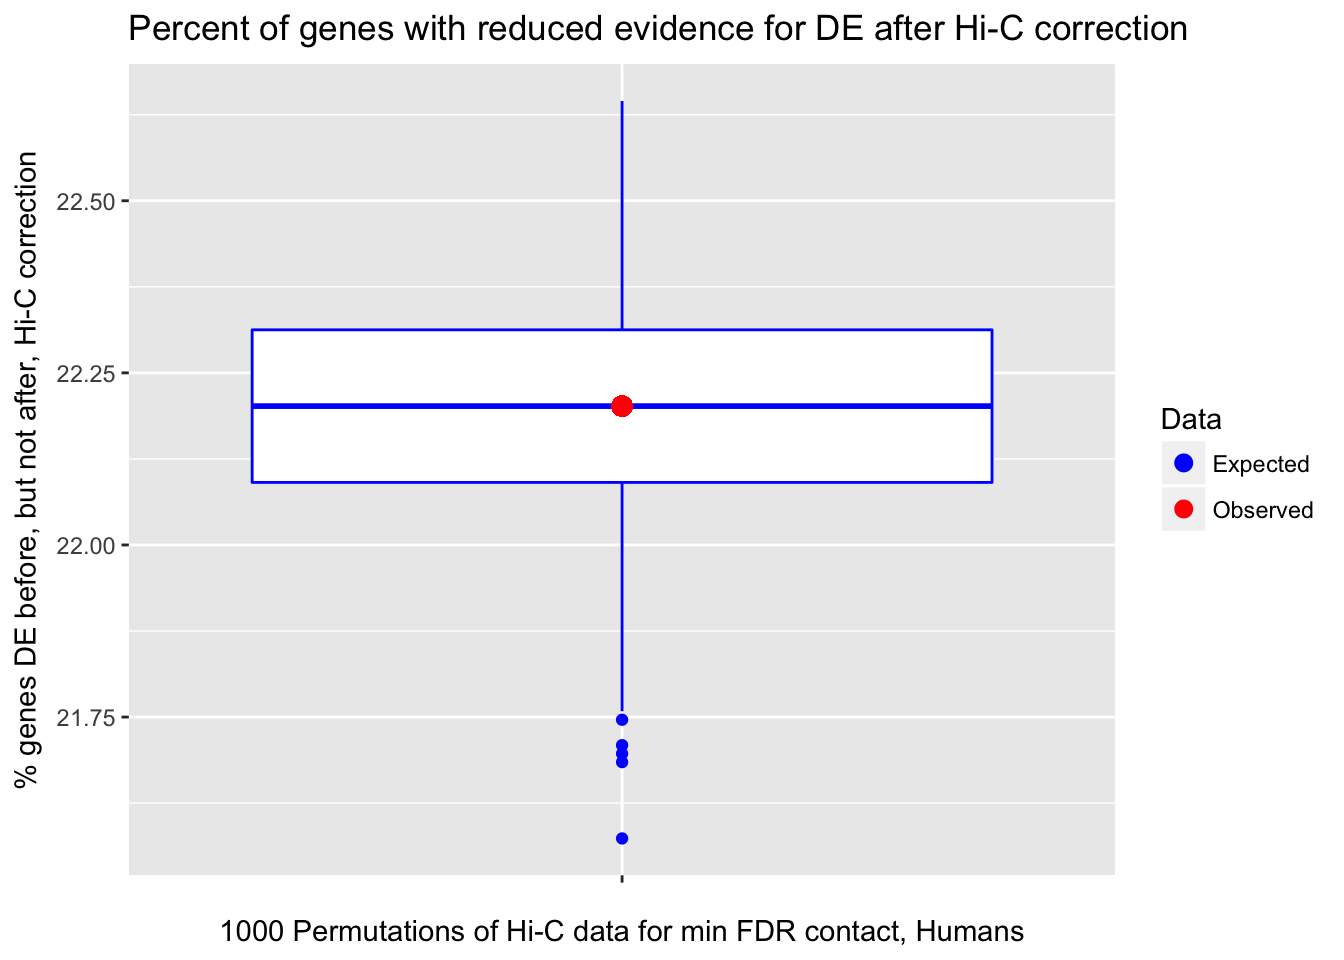 Percent of genes with reduced evidence for DE after Hi-C correction
% genes DE before, but not after, Hi-C correction
22.50
22.25
22.00
21.75
1000 Permutations of Hi-C data for min FDR contact, Humans
Data
Expected
Observed